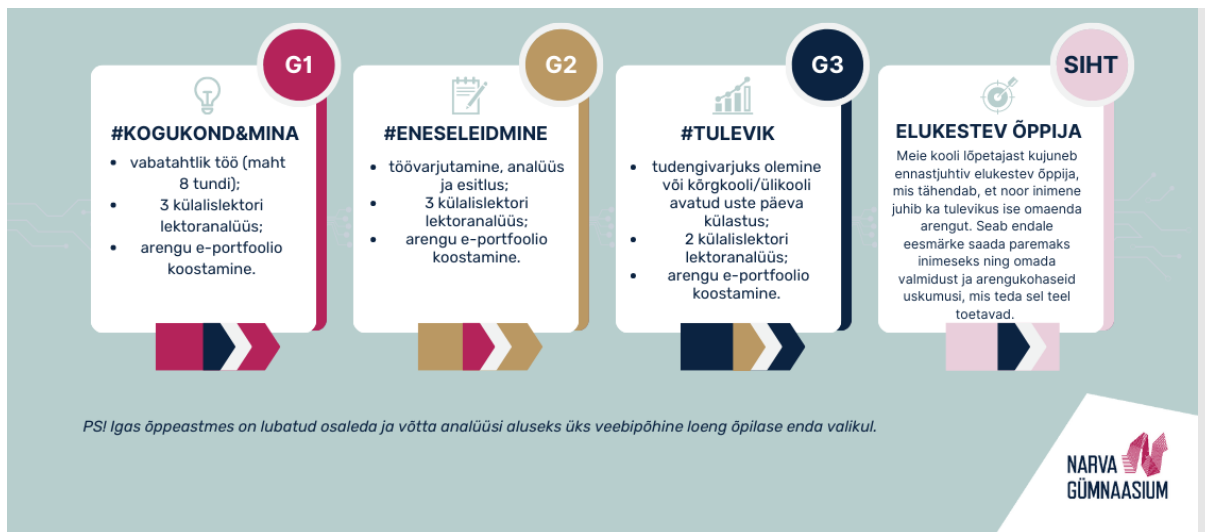 G1
#KOGUKOND&MINA
• vabatahtlik töö (maht
8 tundi);
• 3 külalislektori
lektoranalüüs;
• arengu e-portfoolio
koostamine.
G2
#ENESELEIDMINE
• töövarjutamine, analüüs
ja esitlus;
• 3 külalislektori
lektoranalüüs;
• arengu e-portfoolio
koostamine.
G3
#TULEVIK
• tudengivarjuks olemine
või kõrgkooli/ülikooli
avatud uste päeva
külastus;
• 2 külalislektori
lektoranalüüs;
• arengu e-portfoolio
koostamine.
SIHT
ELUKESTEV ÕPPIJA
Meie kooli lõpetajast kujuneb
ennastjuhtiv elukestev õppija,
mis tähendab, et noor inimene
juhib ka tulevikus ise omaenda
arengut. Seab endale
eesmärke saada paremaks
inimeseks ning omada
valmidust ja arengukohaseid
uskumusi, mis teda sel teel
toetavad.
PS! Igas õppeastmes on lubatud osaleda ja võtta analüüsi aluseks üks veebipõhine loeng õpilase enda valikul.
NARVA
GÜMNAASIUM